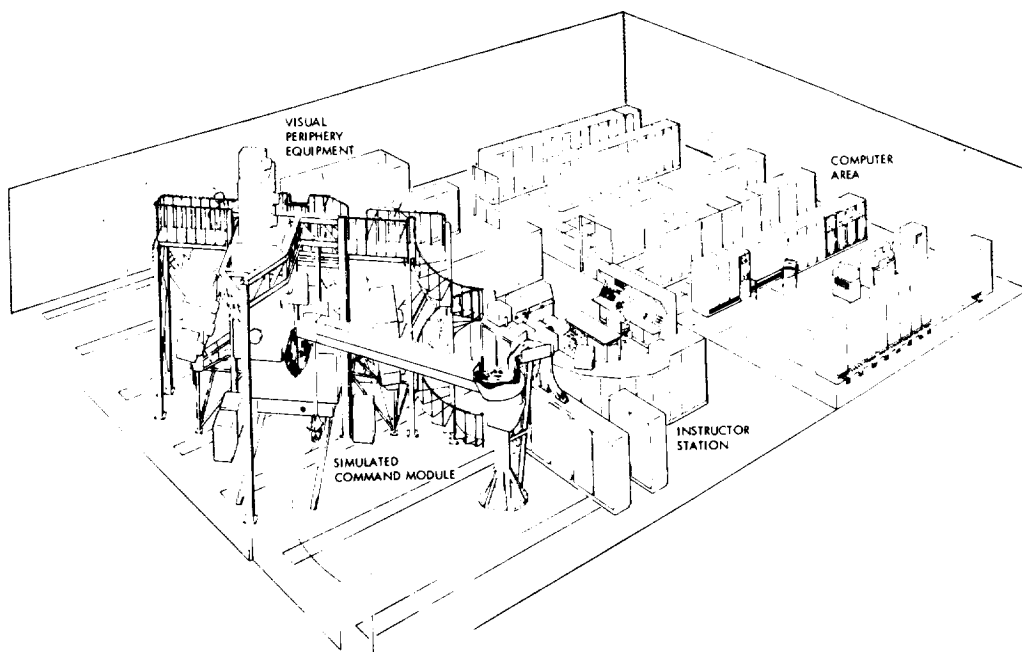 VISUAL
PERIPHERY
EQUIPMENT
COMPUTER
AREA
INSTRUCTOR
STATION
SIMULATED
COMMAND MODULE